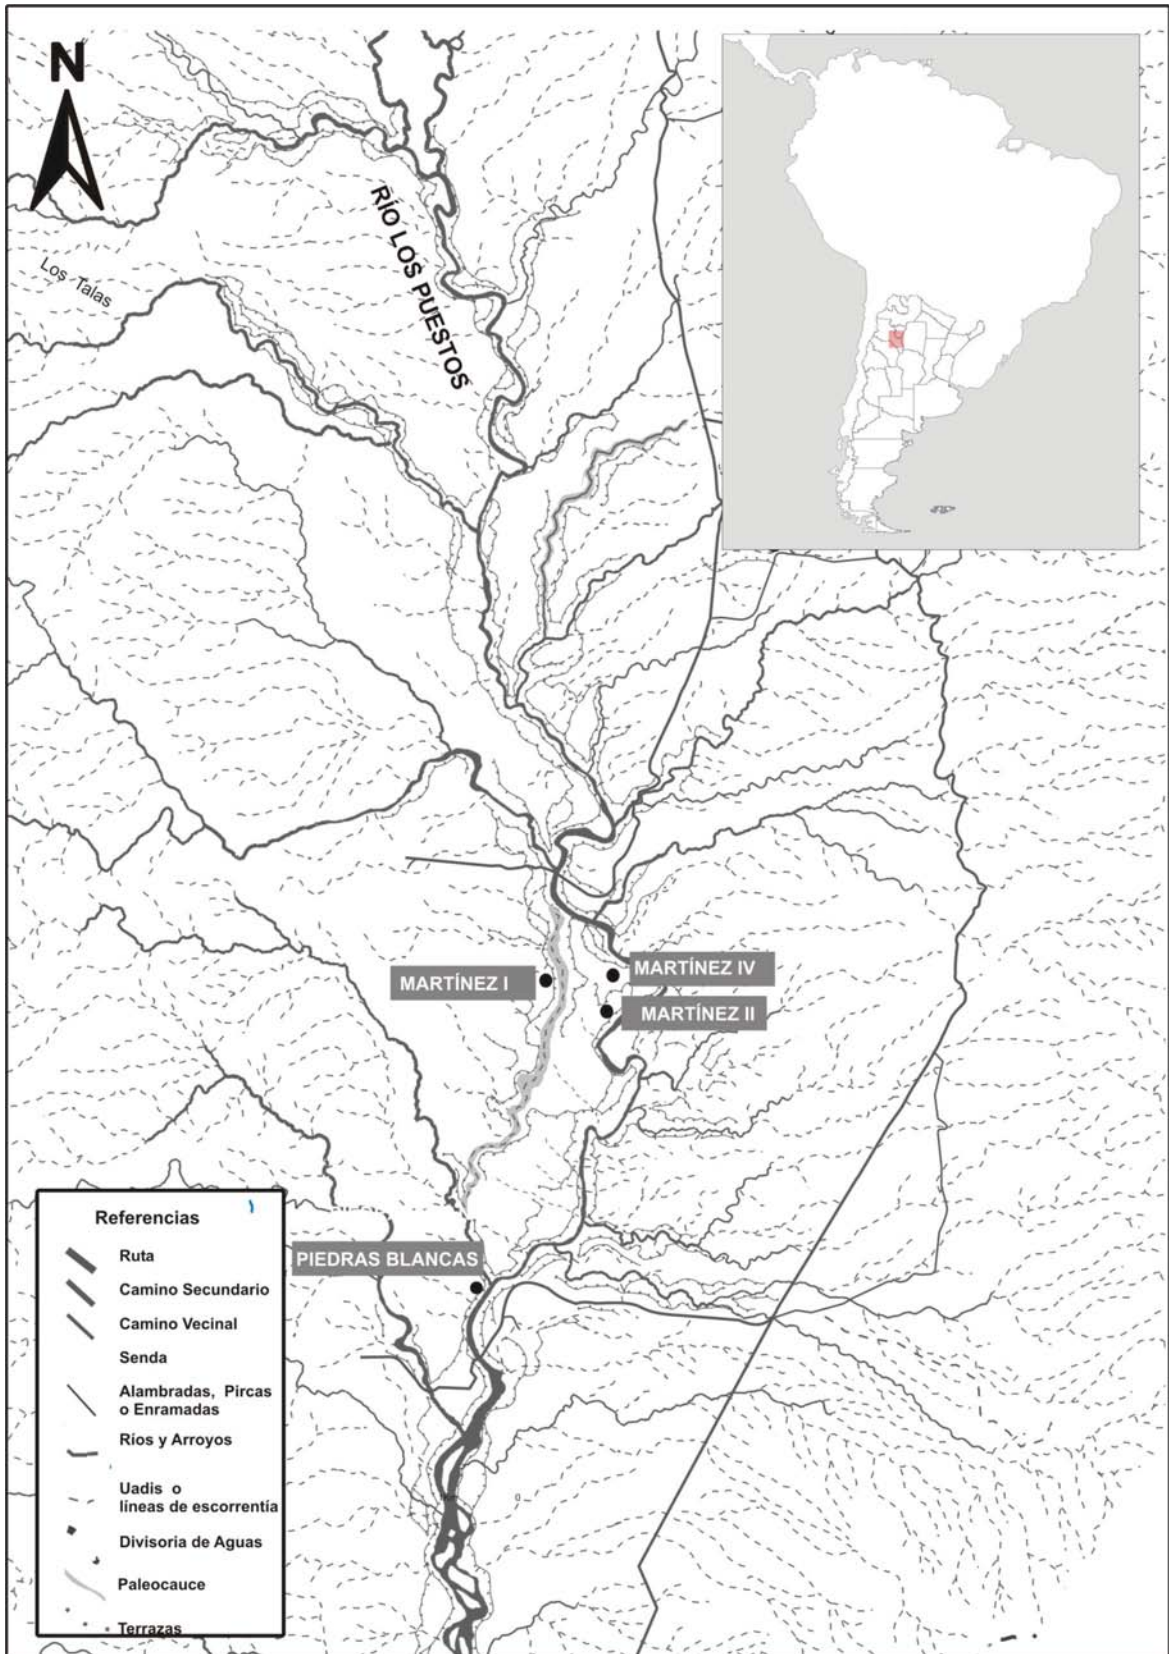 N
RÍO LOS PUESTOS
Los Talas
MARTÍNEZ IV
MARTÍNEZ I
MARTÍNEZ II
PIEDRAS BLANCAS
Referencias
Ruta
Camino Secundario
Camino Vecinal
Senda
Alambradas, Pircas
o Enramadas
Ríos y Arroyos
Uadis o
líneas de escorrentía
Divisoria de Aguas
Paleocauce
Terrazas